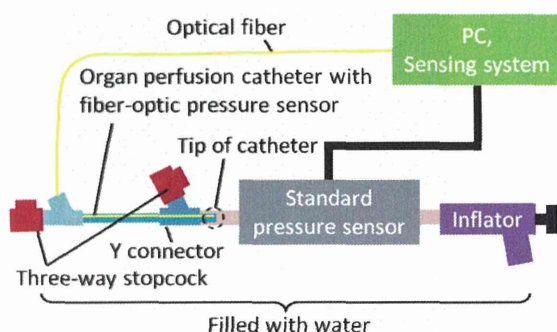 Optical fiber
PC,
Sensing system
Organ perfusion catheter with
fiber-optic pressure sensor
Tip of catheter
Standard
pressure sensor
Inflator
Y connector
Three-way stopcock
Filled with water